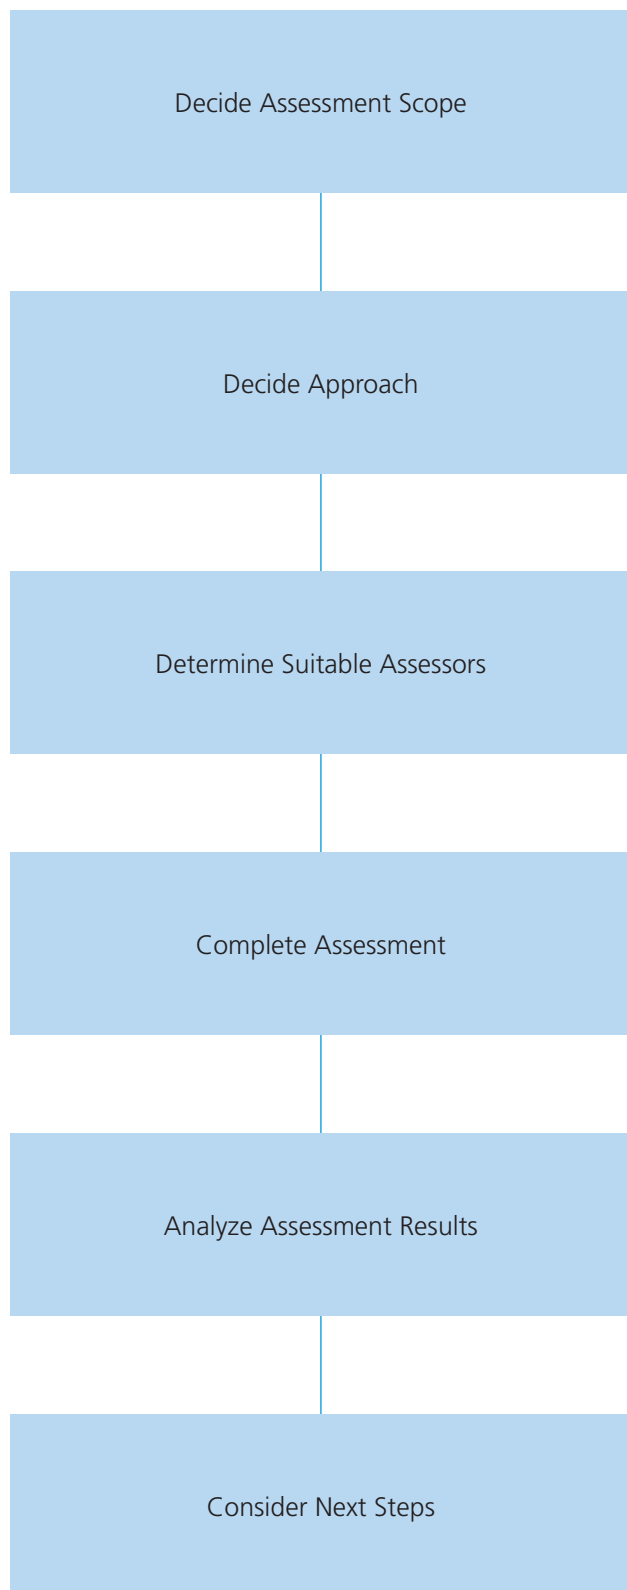 Decide Assessment Scope
Decide Approach
Determine Suitable Assessors
Complete Assessment
Analyze Assessment Results
Consider Next Steps